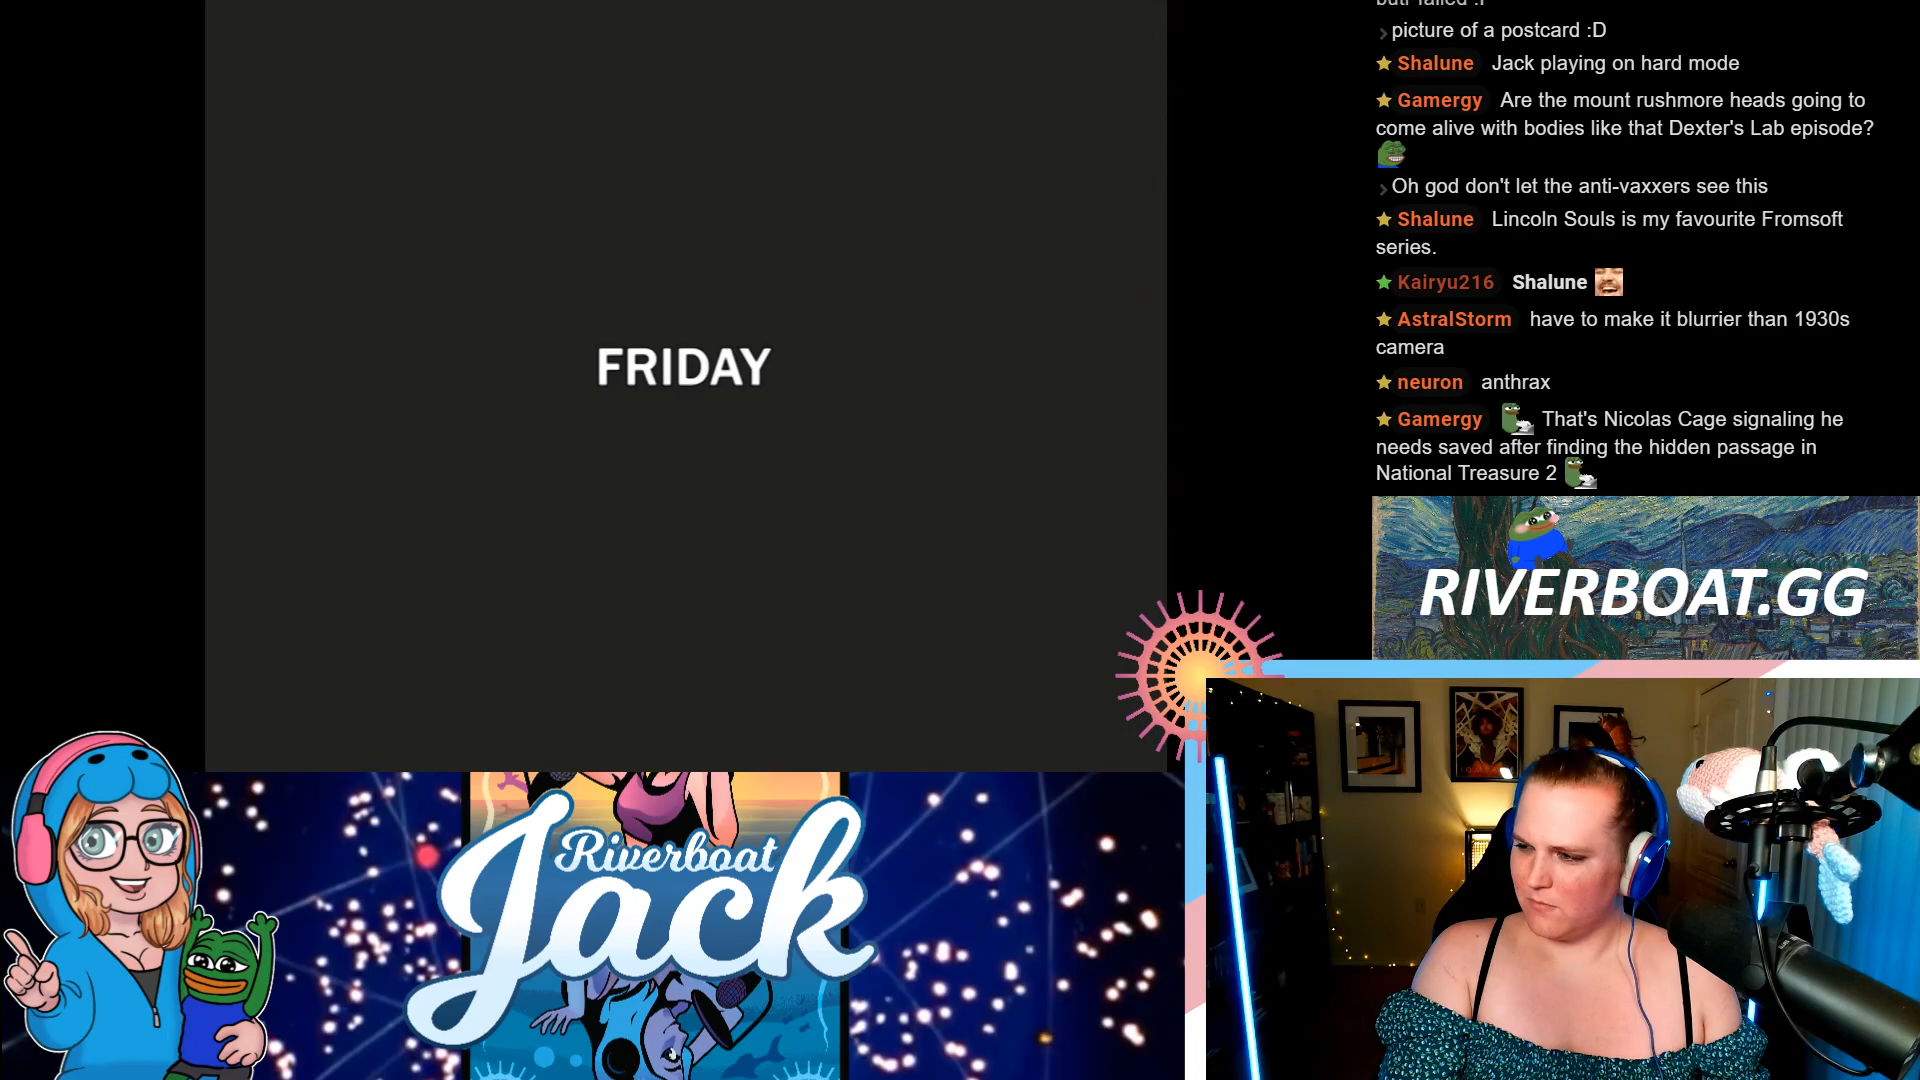 FRIDAY
picture of a postcard :D
Shalune Jack playing on hard mode
Gamergy Are the mount rushmore heads going to
come alive with bodies like that Dexter's Lab episode?
Oh god don't let the anti-vaxxers see this
Shalune Lincoln Souls is my favourite Fromsoft
series.
Kairyu216 Shalune
AstralStorm have to make it blurrier than 1930s
camera
neuron anthrax
Gamergy That's Nicolas Cage signaling he
needs saved after finding the hidden passage in
National Treasure 2
RIVERBOAT.GG
Riverboat
Jack